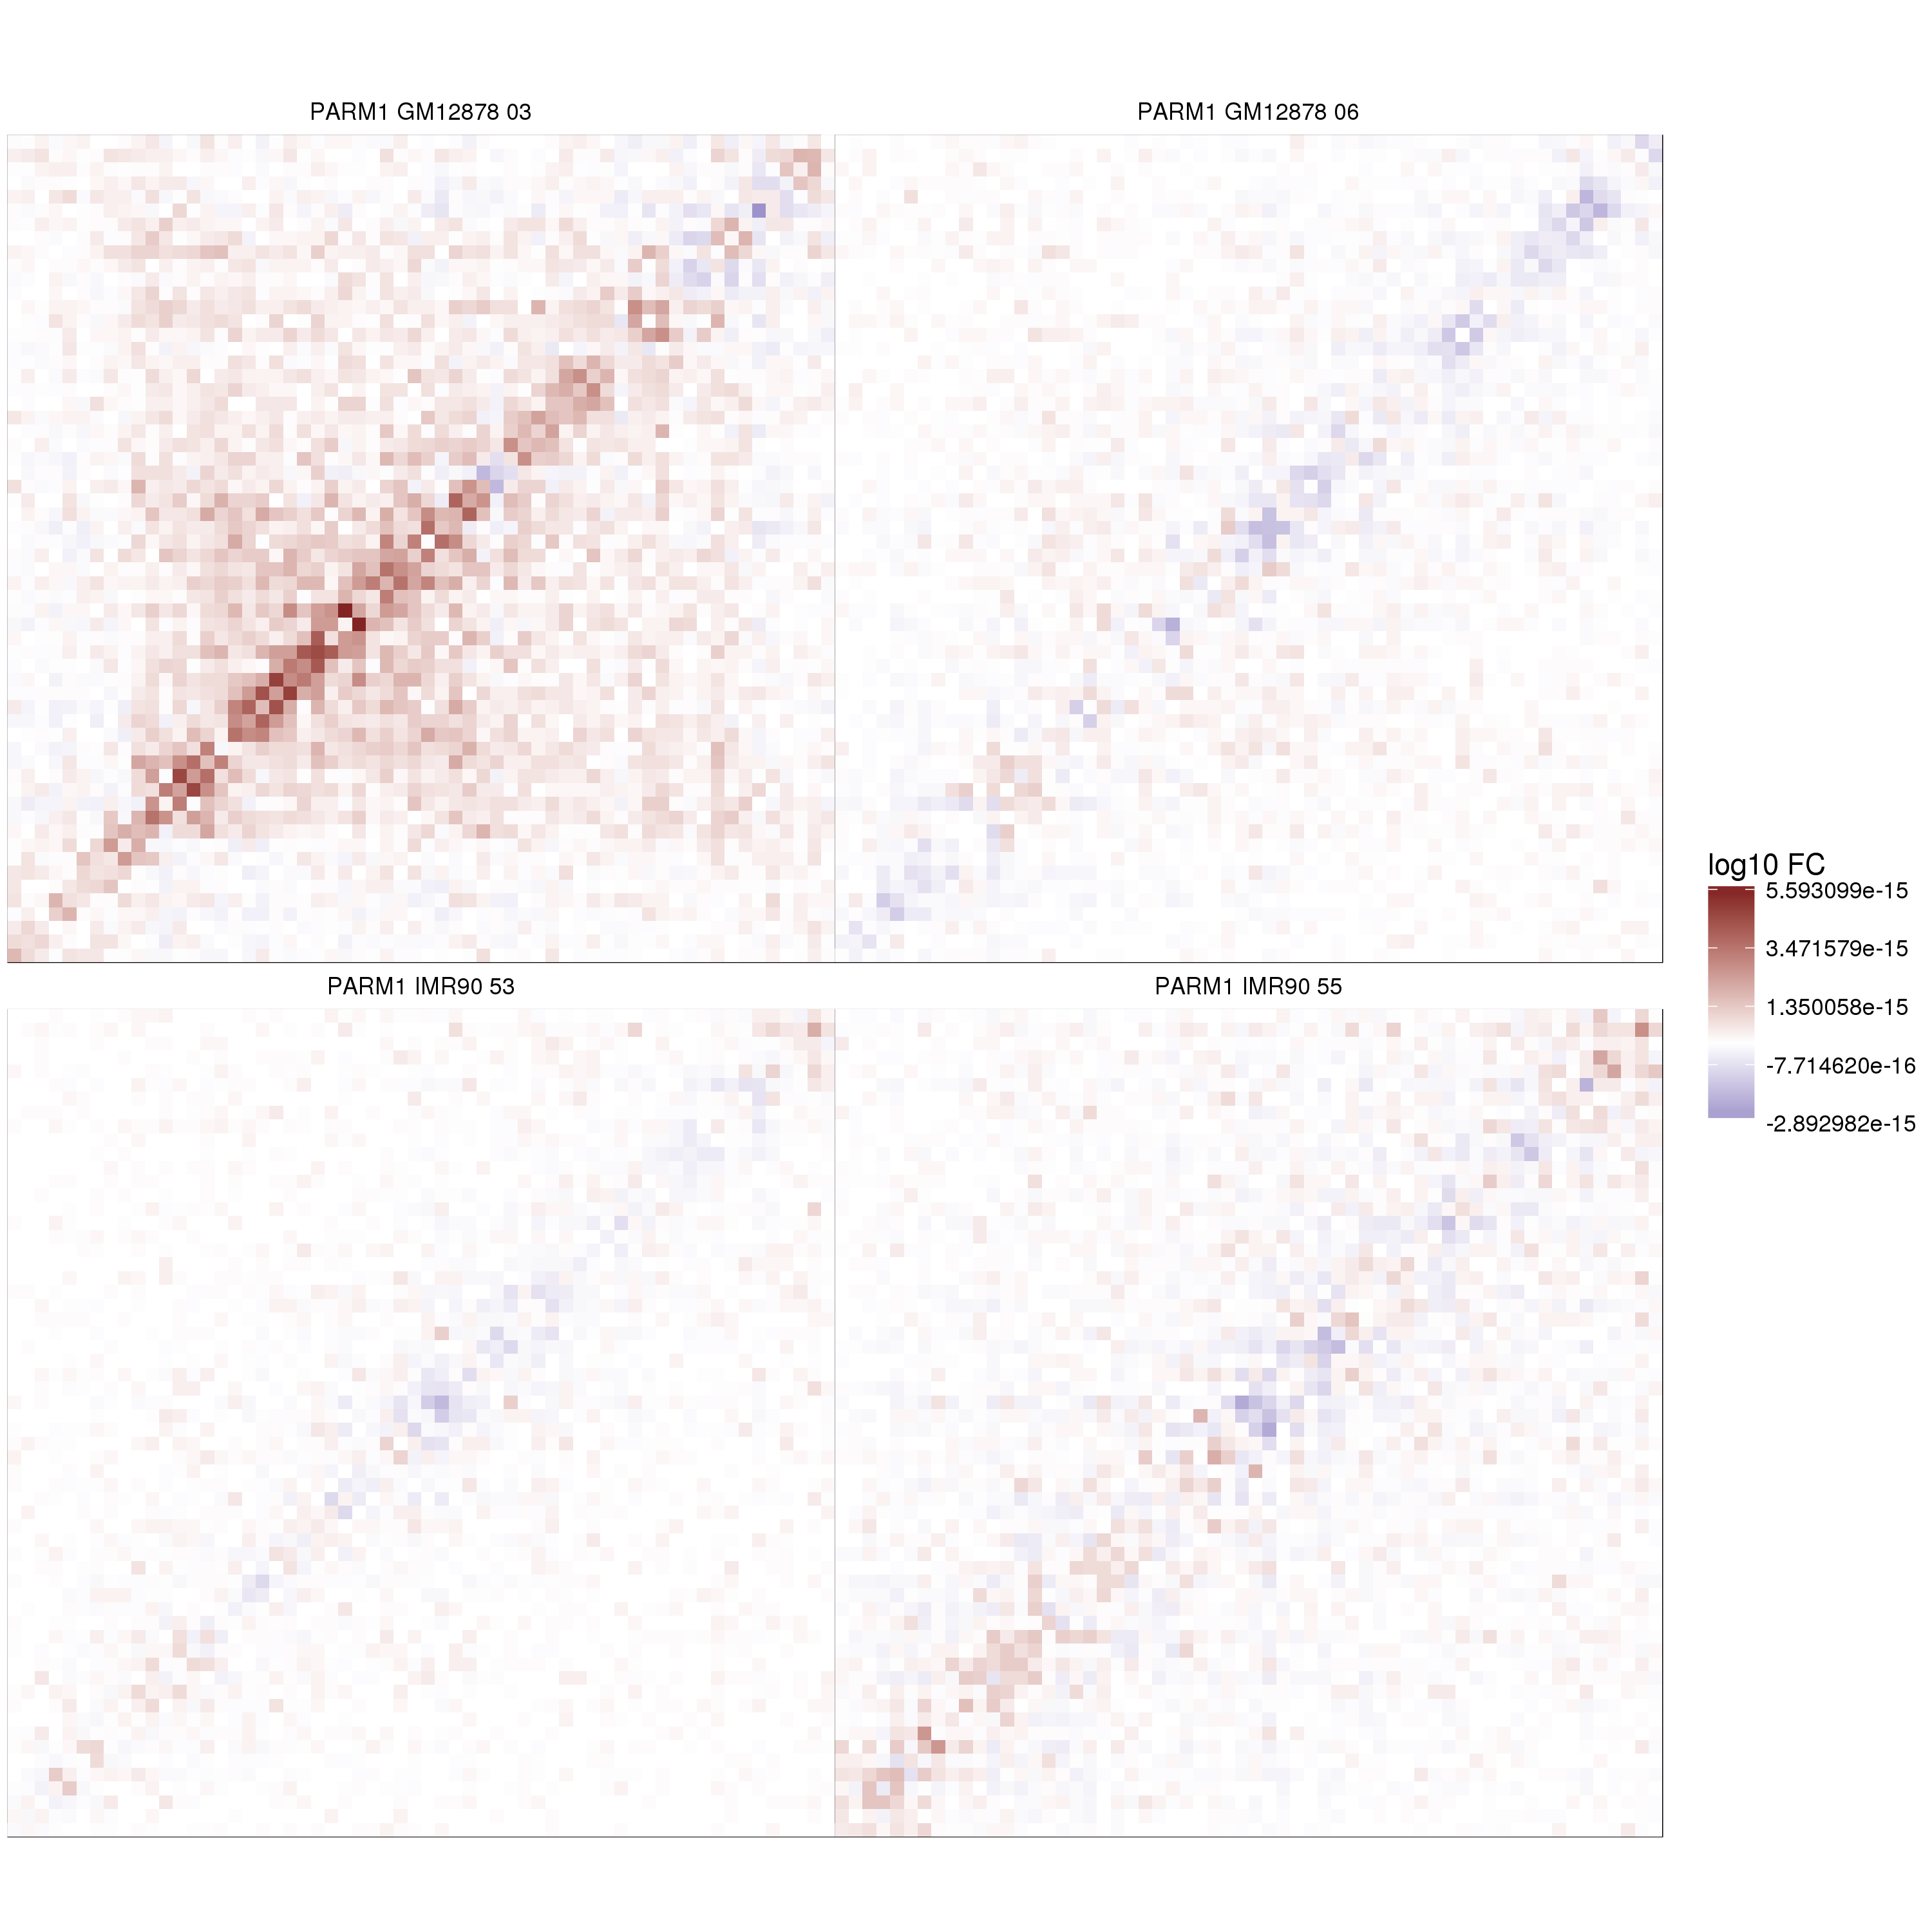 PARM1 GM12878 03
PARM1 GM12878 06
PARM1 IMR90 53
PARM1 IMR90 55
log10 FC
5.593099e-15
3.471579e-15
1.350058e-15
-7.714620e-16
-2.892982e-15